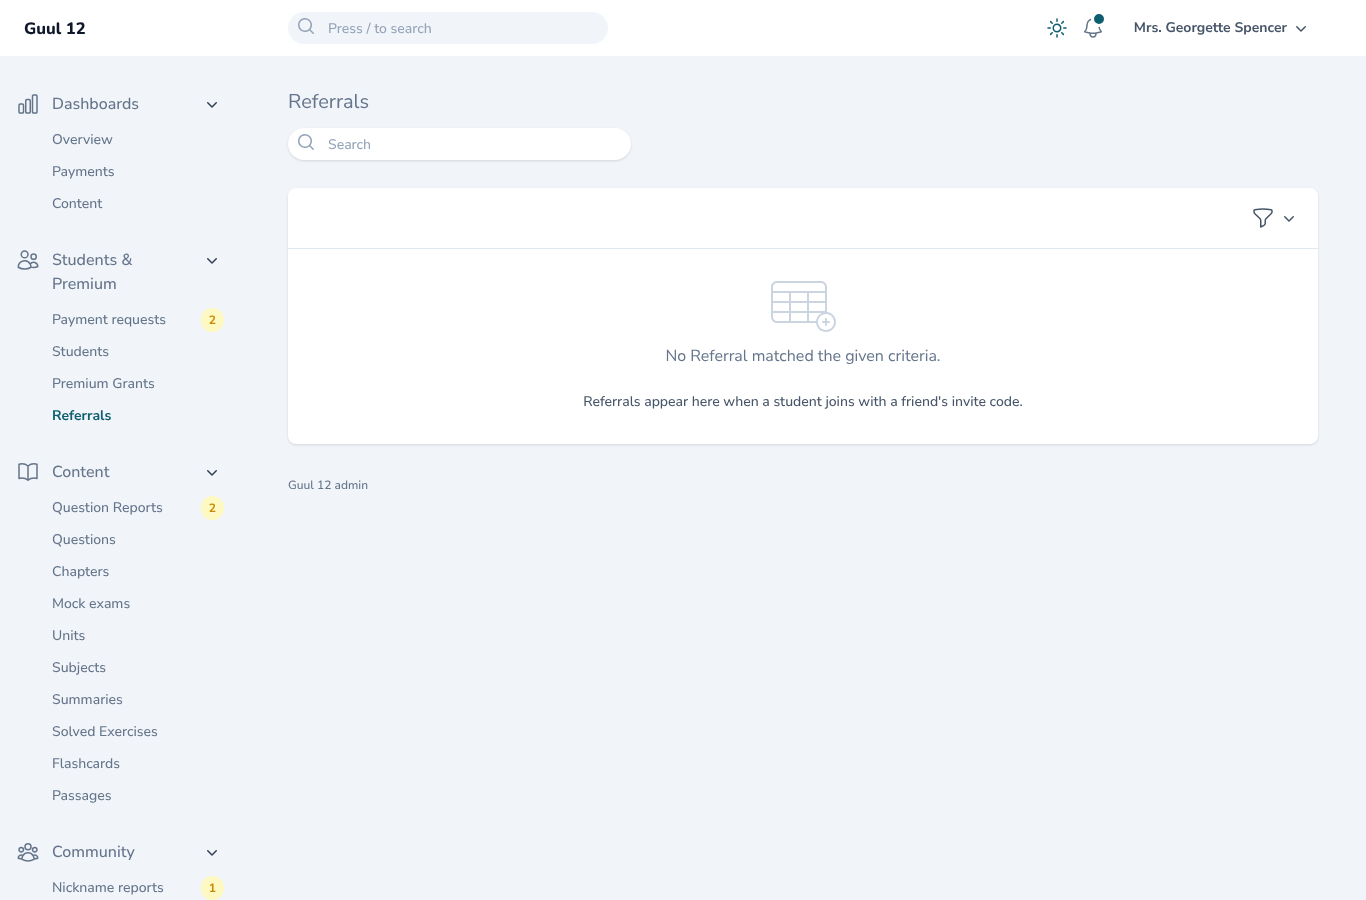 Guul 12
Press / to search
Mrs. Georgette Spencer
Dashboards
Overview
Payments
Content
Students &
Premium
Payment requests 2
Students
Premium Grants
Referrals
Content
Question Reports 2
Questions
Chapters
Mock exams
Units
Subjects
Summaries
Solved Exercises
Flashcards
Passages
Community
Nickname reports 1
Referrals
Search
No Referral matched the given criteria.
Referrals appear here when a student joins with a friend's invite code.
Guul 12 admin